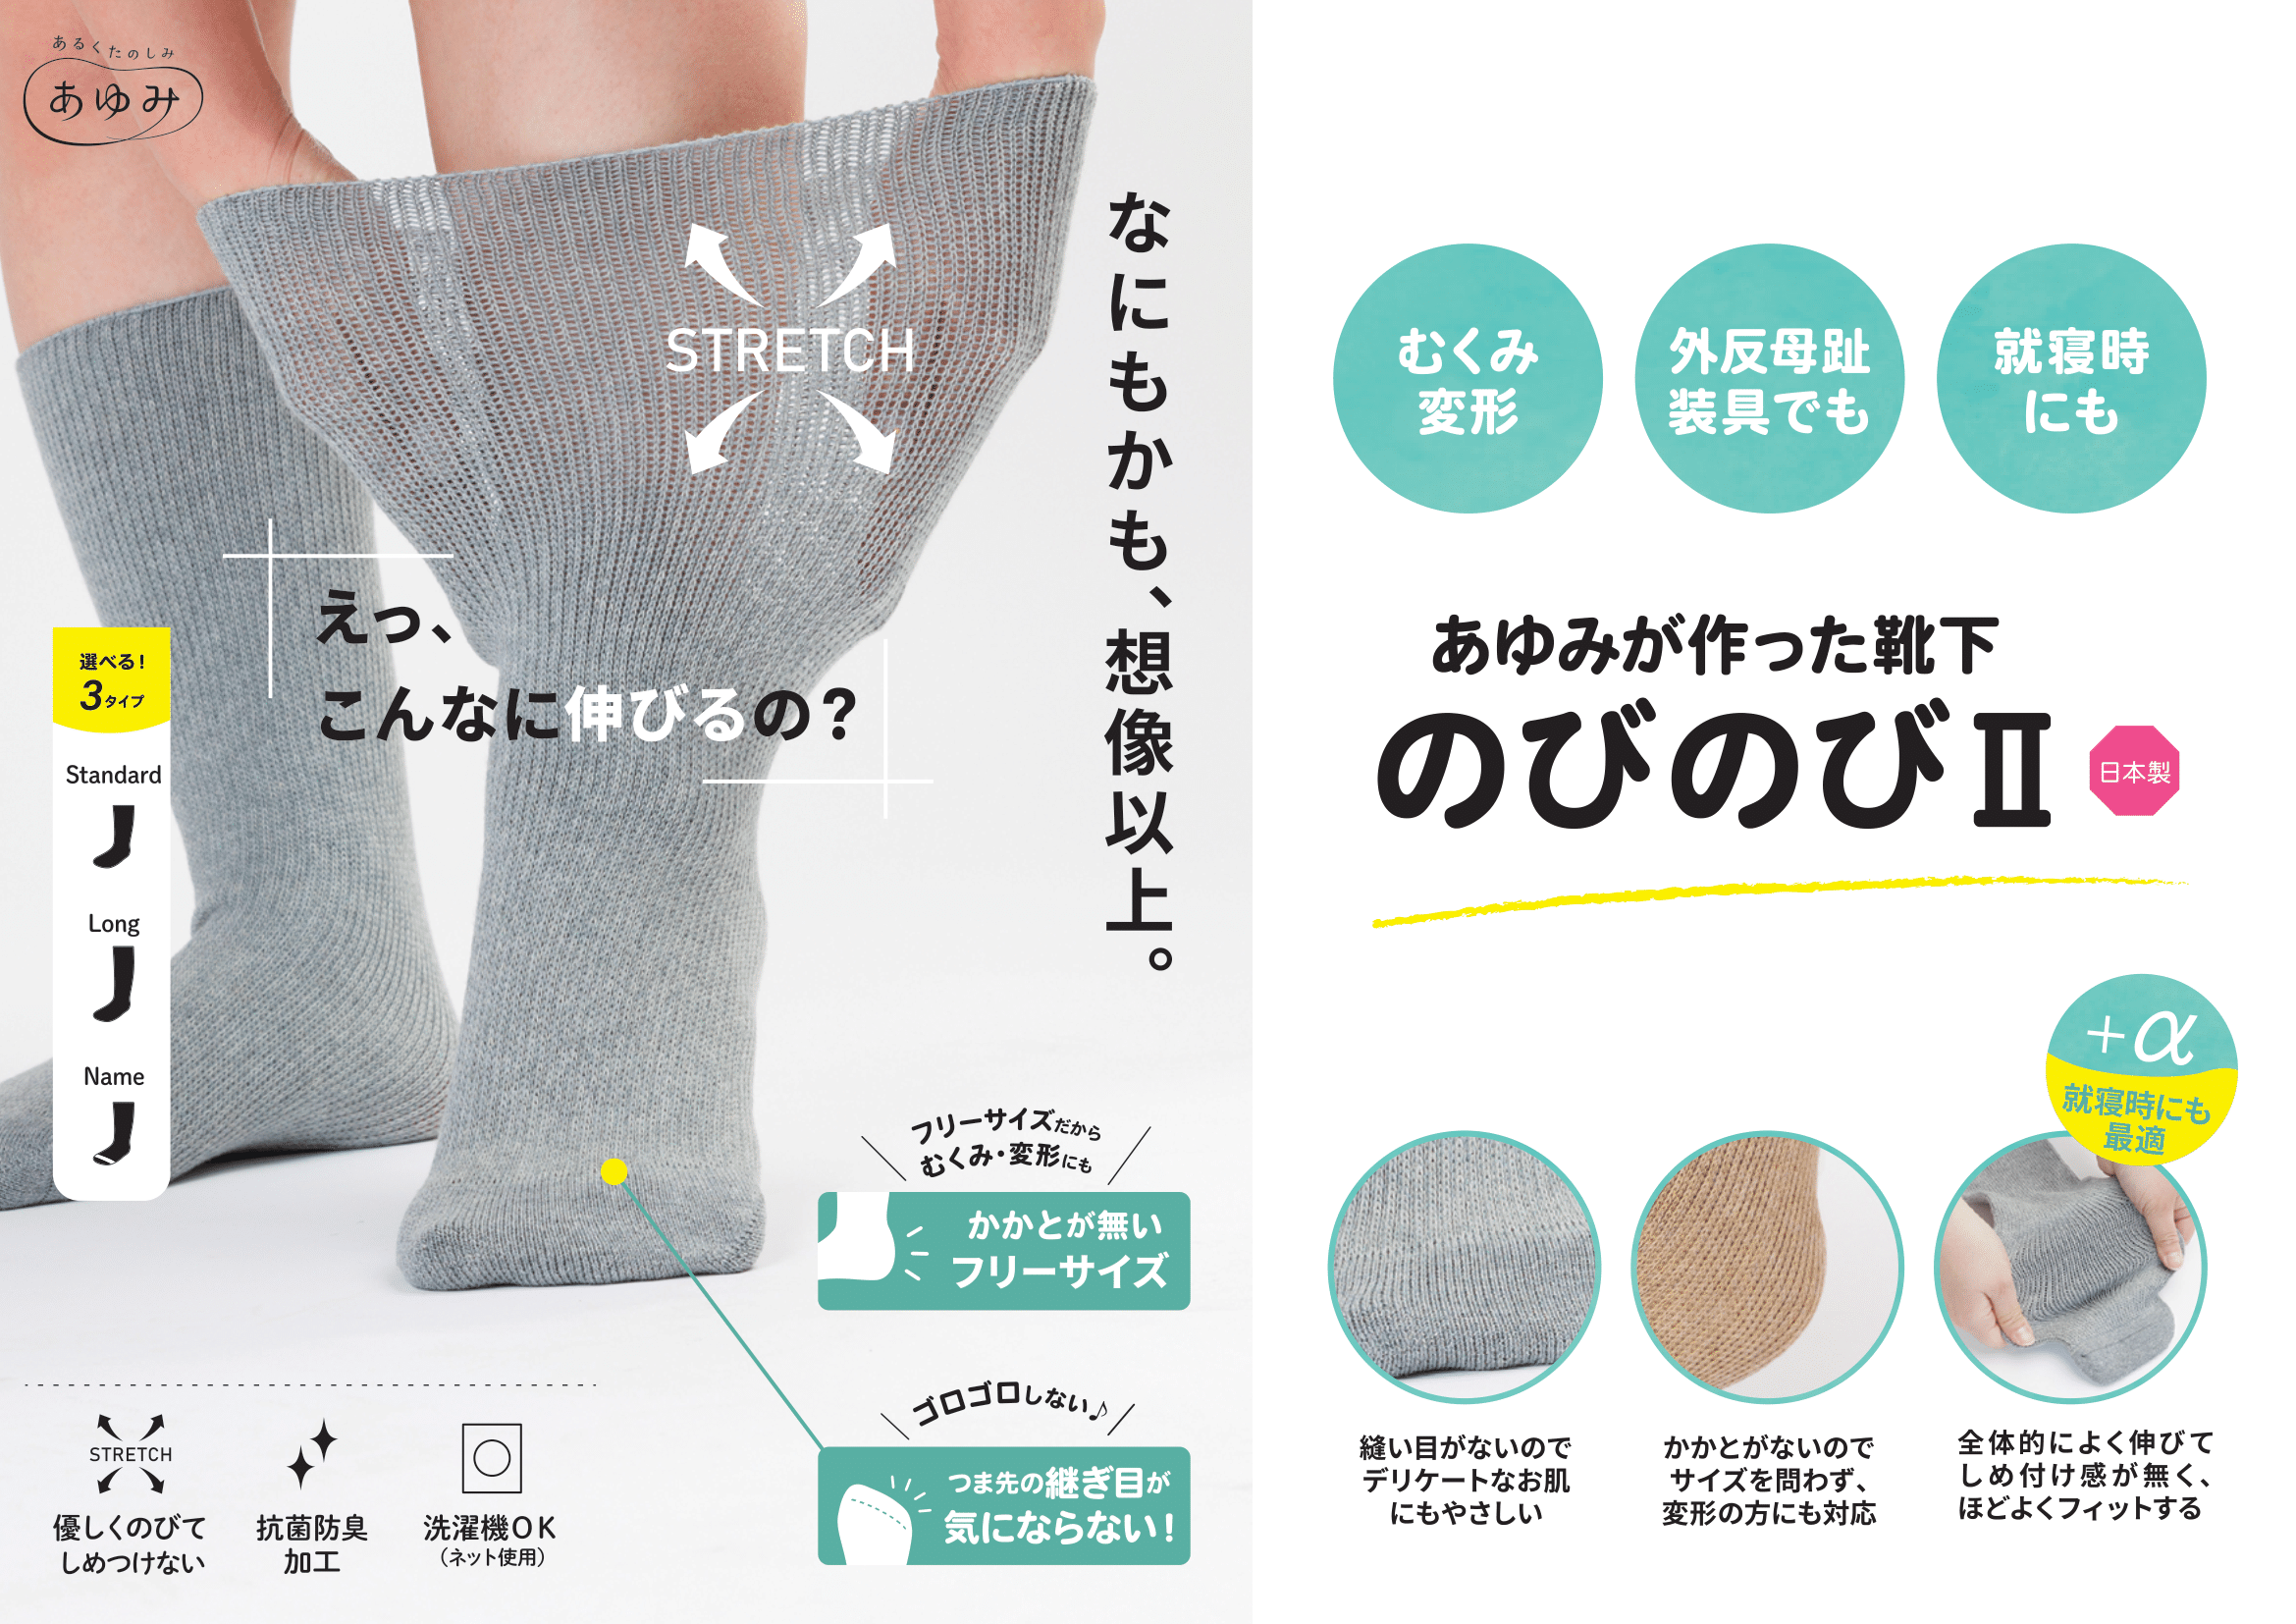 あるくたのしみ
あゆみ
STRETCH
なにもかも、想像以上。
えっ、
こんなに伸びるの?
選べる!
3タイプ
Standard
Long
Name
フリーサイズだから
むくみ・変形にも
かかとが無い
フリーサイズ
ゴロゴロしない♪
つま先の継ぎ目が
気にならない!
STRETCH
優しくのびて
しめつけない
抗菌防臭
加工
洗濯機OK
(ネット使用)
むくみ
変形
外反母趾
装具でも
就寝時
にも
あゆみが作った靴下
のびのびⅡ
日本製
+α
就寝時にも
最適
縫い目がないので
デリケートなお肌
にもやさしい
かかとがないので
サイズを問わず、
変形の方にも対応
全体的によく伸びて
しめ付け感が無く、
ほどよくフィットする